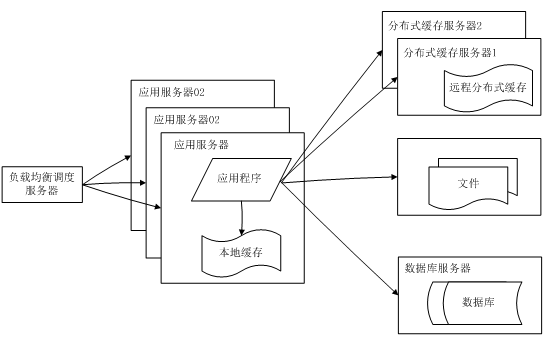 负载均衡调度
服务器
应用服务器02
应用服务器02
应用服务器
应用程序
本地缓存
分布式缓存服务器2
分布式缓存服务器1
远程分布式缓存
文件
数据库服务器
数据库